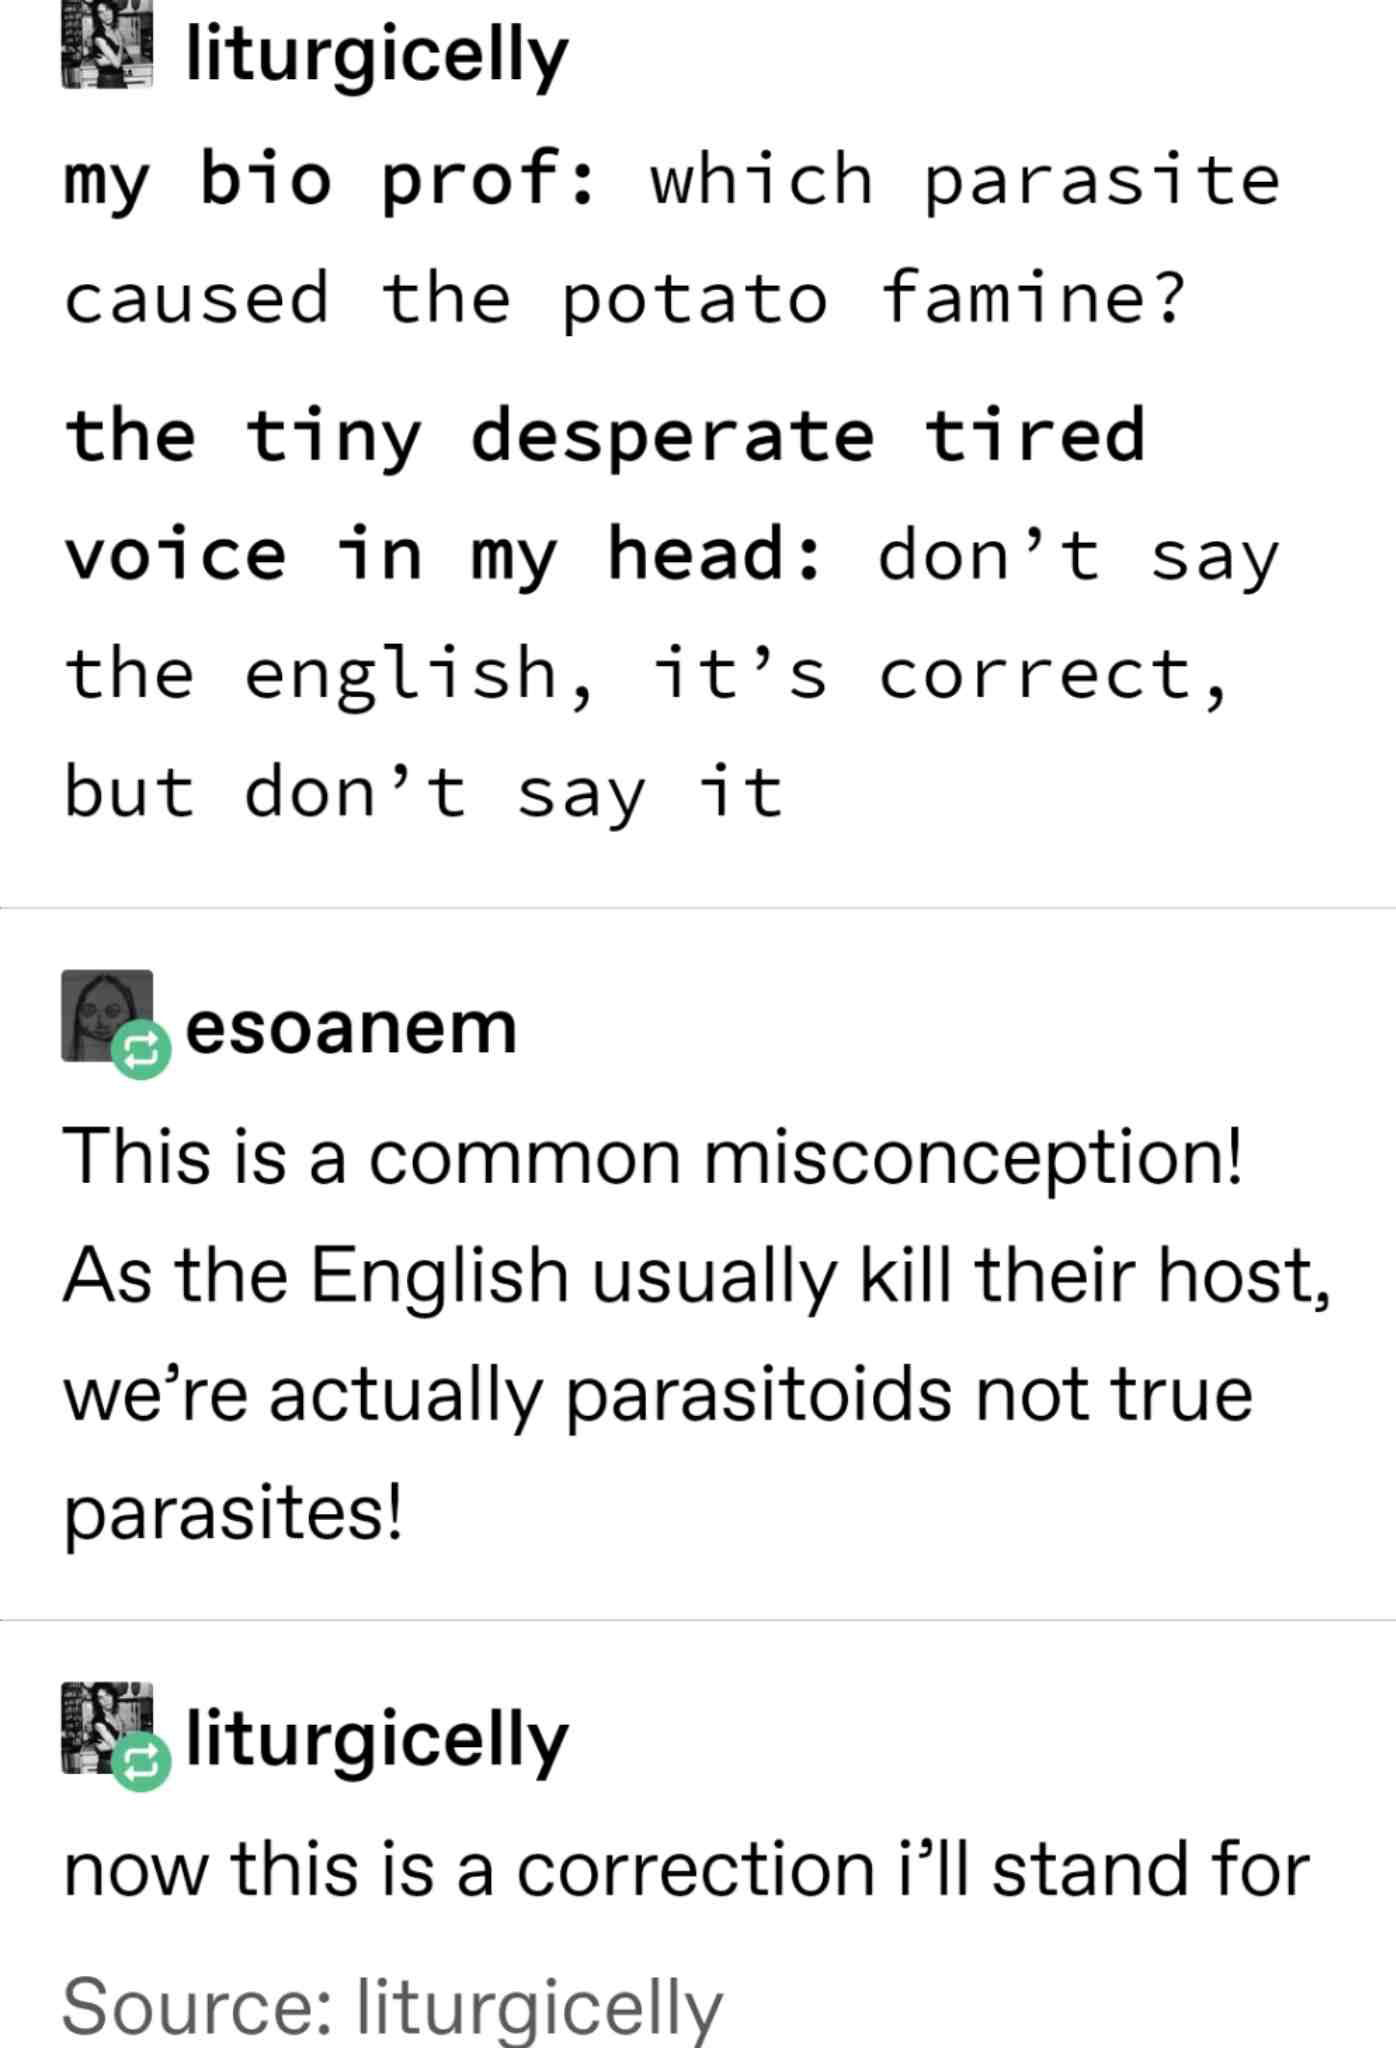 liturgicelly
my bio prof: which parasite
caused the potato famine?
the tiny desperate tired
voice in my head: don’t say
the english, it’s correct,
but don’t say it
esoanem
This is a common misconception!
As the English usually kill their host,
we’re actually parasitoids not true
parasites!
liturgicelly
now this is a correction i’ll stand for
Source: liturgicelly